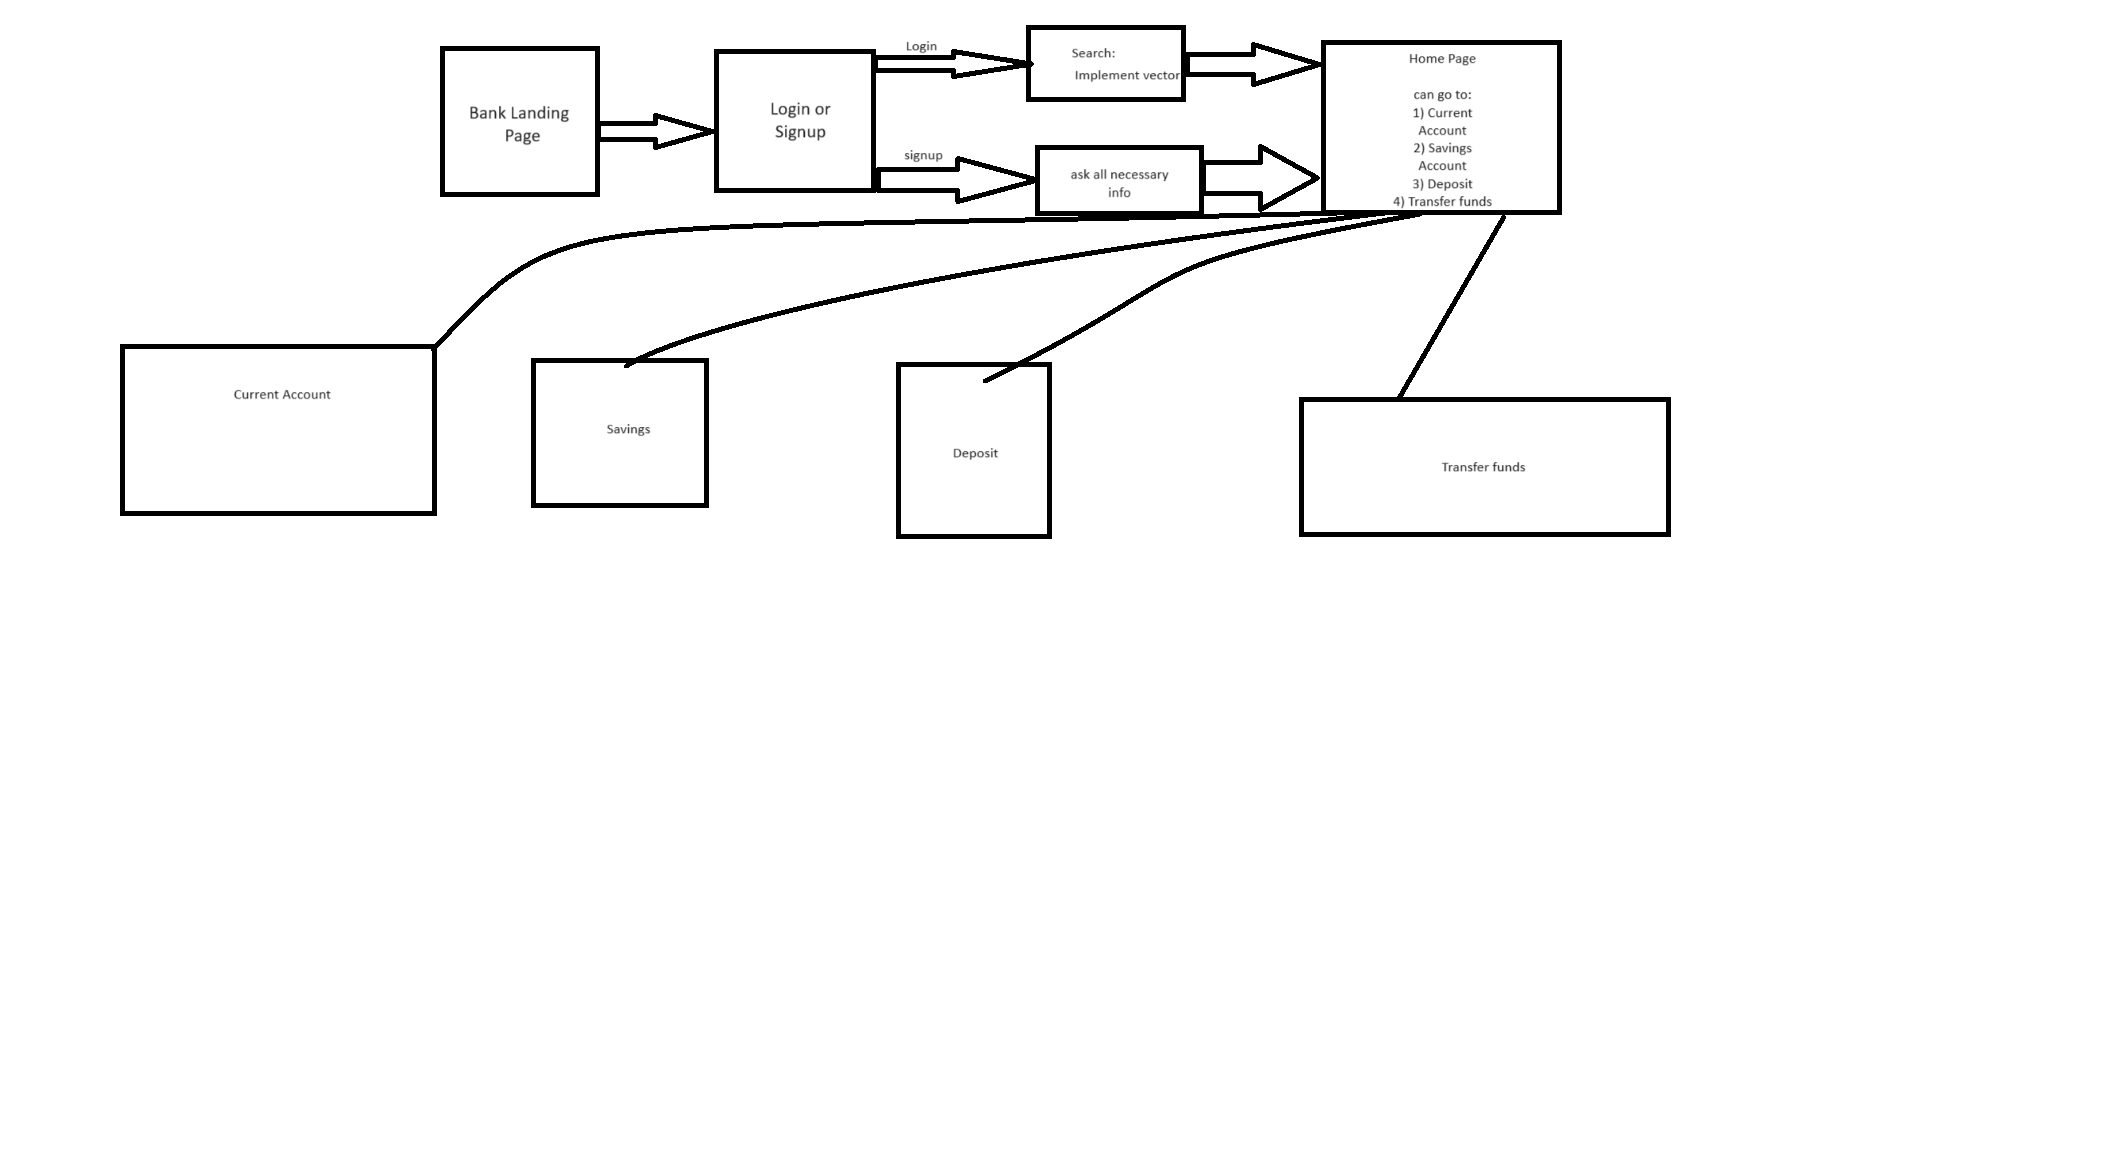 Bank Landing
Page
Login or
Signup
Login
signup
Search:
Implement vector
ask all necessary
info
Home Page
can go to:
1) Current
Account
2) Savings
Account
3) Deposit
4) Transfer funds
Current Account
Savings
Deposit
Transfer funds